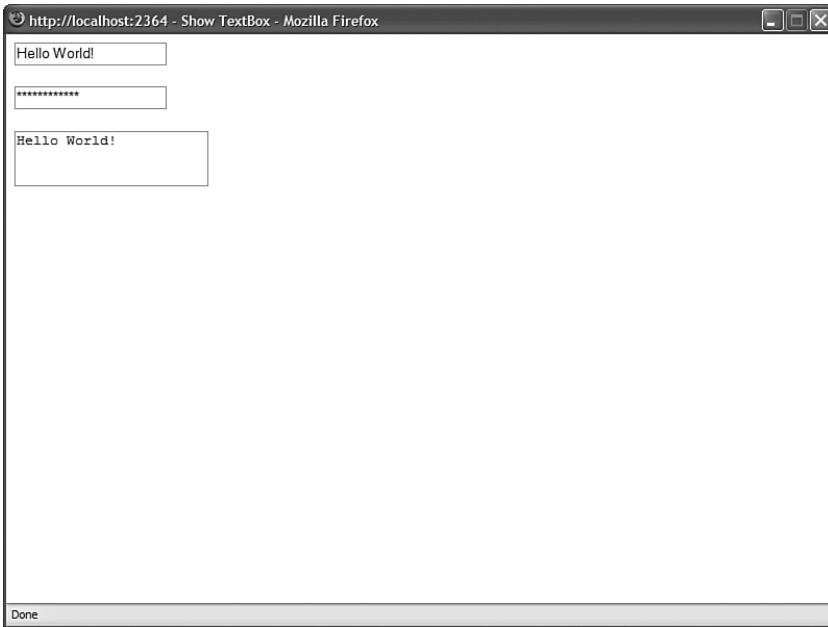 http://localhost:2364 - Show TextBox - Mozilla Firefox
Hello World!
************
Hello World!
Done